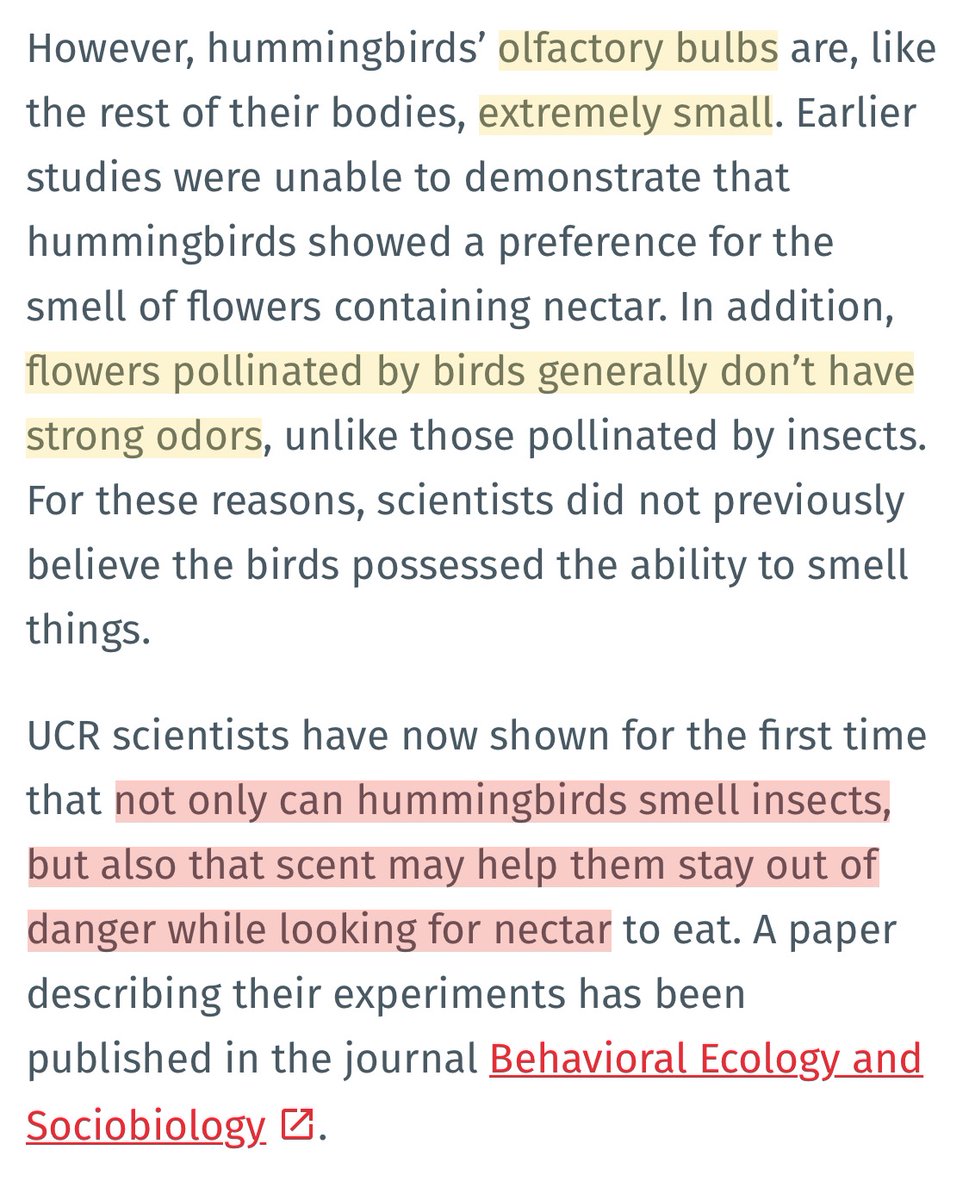 However, hummingbirds’ olfactory bulbs are, like
the rest of their bodies, extremely small. Earlier
studies were unable to demonstrate that
hummingbirds showed a preference for the
smell of flowers containing nectar. In addition,
flowers pollinated by birds generally don’t have
strong odors, unlike those pollinated by insects.
For these reasons, scientists did not previously
believe the birds possessed the ability to smell
things.
UCR scientists have now shown for the first time
that not only can hummingbirds smell insects,
but also that scent may help them stay out of
danger while looking for nectar to eat. A paper
describing their experiments has been
published in the journal Behavioral Ecology and
Sociobiology.